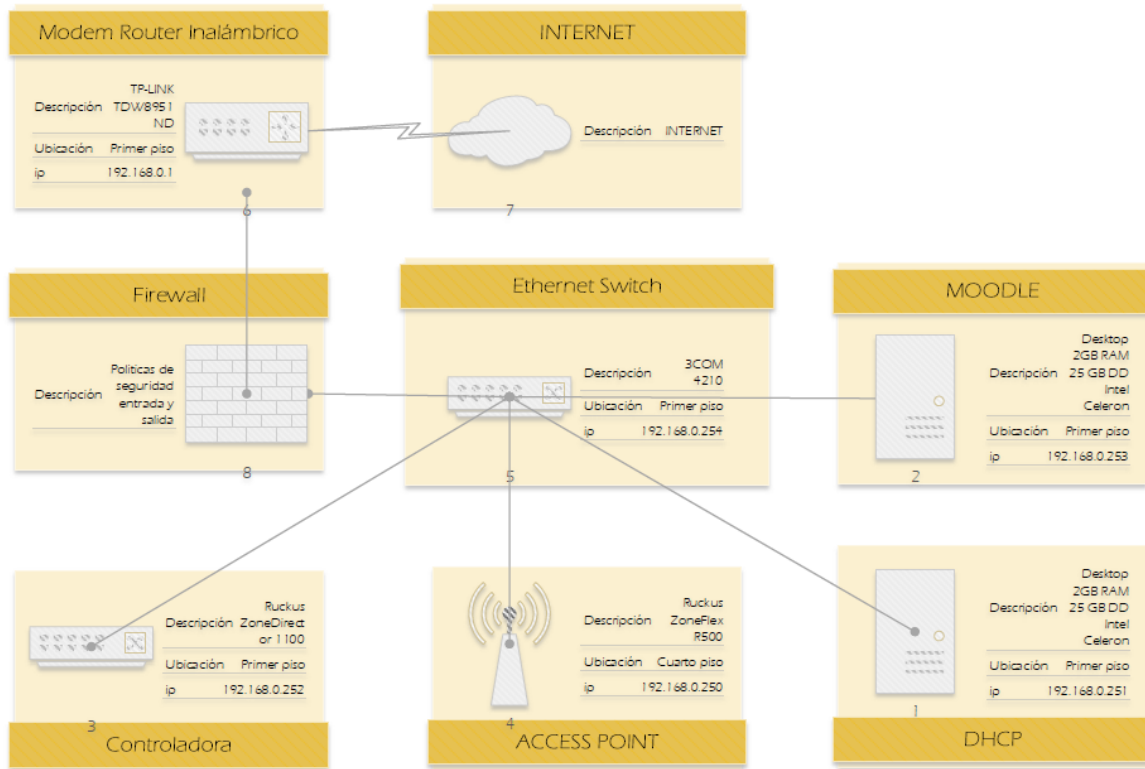 Modem Router Inalámbrico
TP-LINK
Descripción TDW8951
ND
Ubicación Primer piso
ip 192.168.0.1
6
INTERNET
Descripción INTERNET
7
Firewall
Políticas de
seguridad
Descripción entrada y
salida
8
Ethernet Switch
Descripción 3COM
4210
Ubicación Primer piso
ip 192.168.0.254
5
MOODLE
Desktop
2GB RAM
Descripción 25 GB DD
Intel
Celeron
Ubicación Primer piso
ip 192.168.0.253
2
Ruckus
Descripción ZoneDirect
or 1100
Ubicación Primer piso
ip 192.168.0.252
3
Controladora
Ruckus
Descripción ZoneFlex
R500
Ubicación Cuarto piso
ip 192.168.0.250
4
ACCESS POINT
Desktop
2GB RAM
Descripción 25 GB DD
Intel
Celeron
Ubicación Primer piso
ip 192.168.0.251
1
DHCP